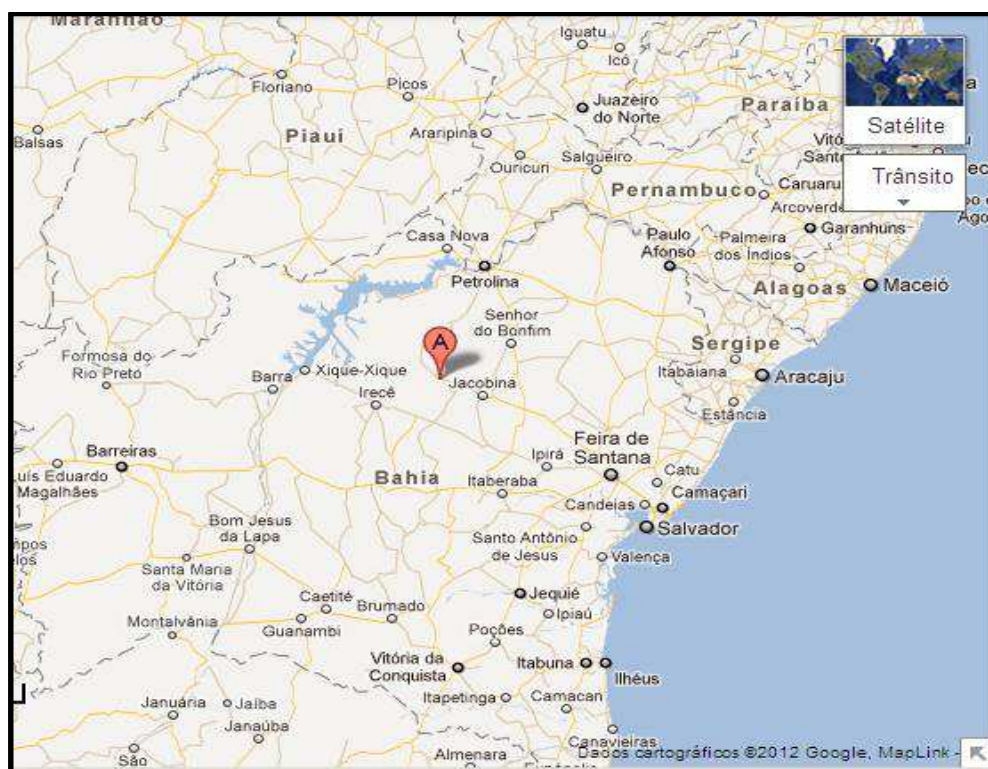 Maranhão
Iguatu
Icó
Floriano
Picos
Juazeiro
do Norte
Paraíba
Satélite
Balsas
Piauí
Araripina
Ouricuri
Salgueiro
Pernambuco
Caruaru
Trânsito
Arcoverde
Garanhuns
Casa Nova
Petrolina
Paulo
Afonso
Palmeira
dos Índios
Alagoas
Maceió
Senhor
do Bonfim
A
Sergipe
Itabaiana
Aracaju
Formosa do
Rio Preto
Barra
Xique-Xique
Irecê
Jacobina
Estância
Barreiras
Luís Eduardo
Magalhães
Bahia
Ipirá
Itaberaba
Feira de
Santana
Catu
Candeias
Camaçari
Salvador
Bom Jesus
da Lapa
Santo Antônio
de Jesus
Valença
Santa Maria
da Vitória
Caetité
Brumado
Guanambi
Jequié
Ipiaú
Montalvânia
Poções
Vitória da
Conquista
Itabuna
Ilhéus
Itapetinga
Camacan
Januária
Jaíba
Janaúba
São
Almenara
Canavieiras
Dados cartográficos ©2012 Google, MapLink -